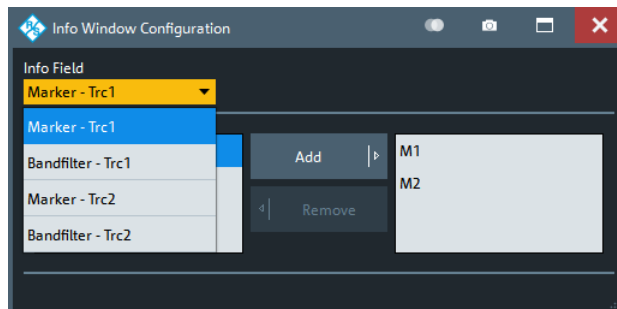 Info Window Configuration
Info Field
Marker - Trc1
Marker - Trc1
Bandfilter - Trc1
Marker - Trc2
Bandfilter - Trc2
Add
Remove
M1
M2